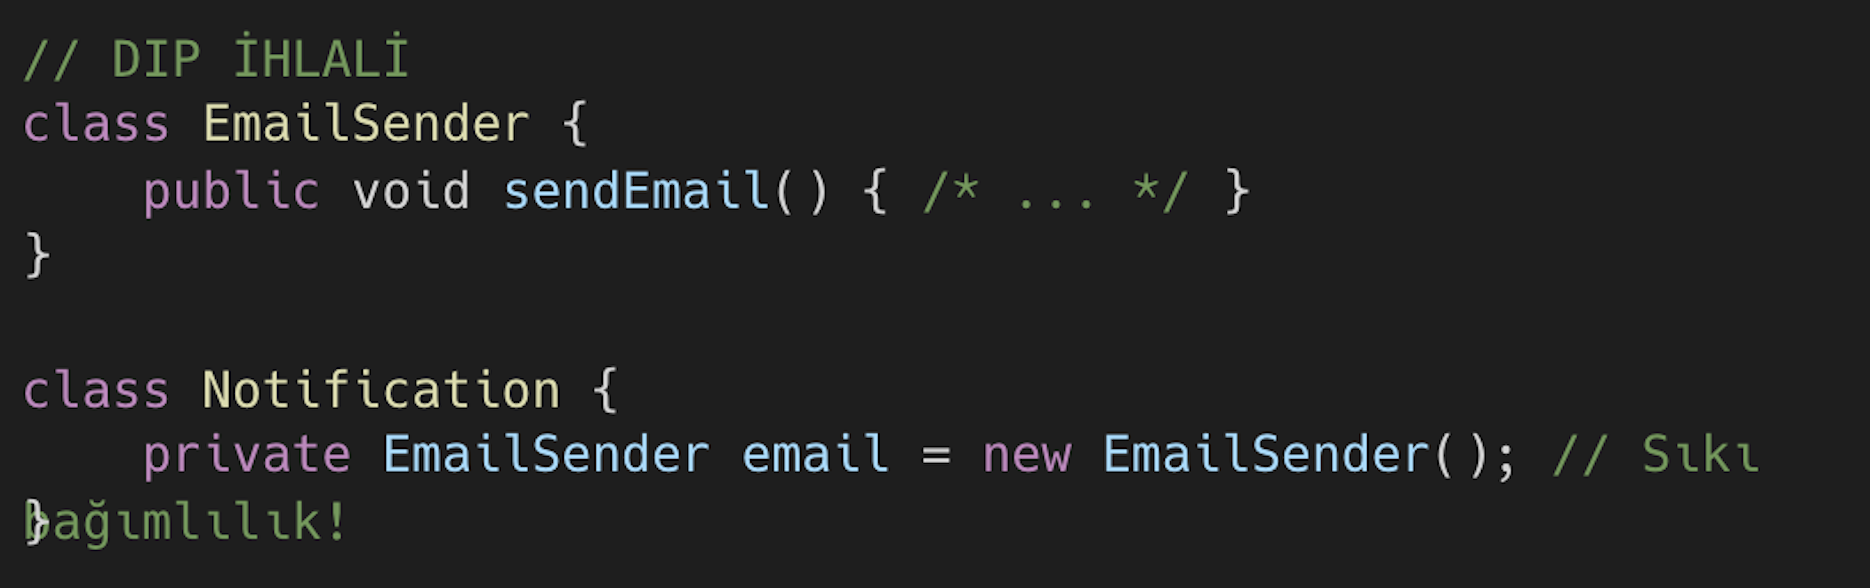 // DIP İHLALİ
class EmailSender {
    public void sendEmail() { /* ... */ }
}
class Notification {
    private EmailSender email = new EmailSender(); // Sıkı
bağımlılık!
}